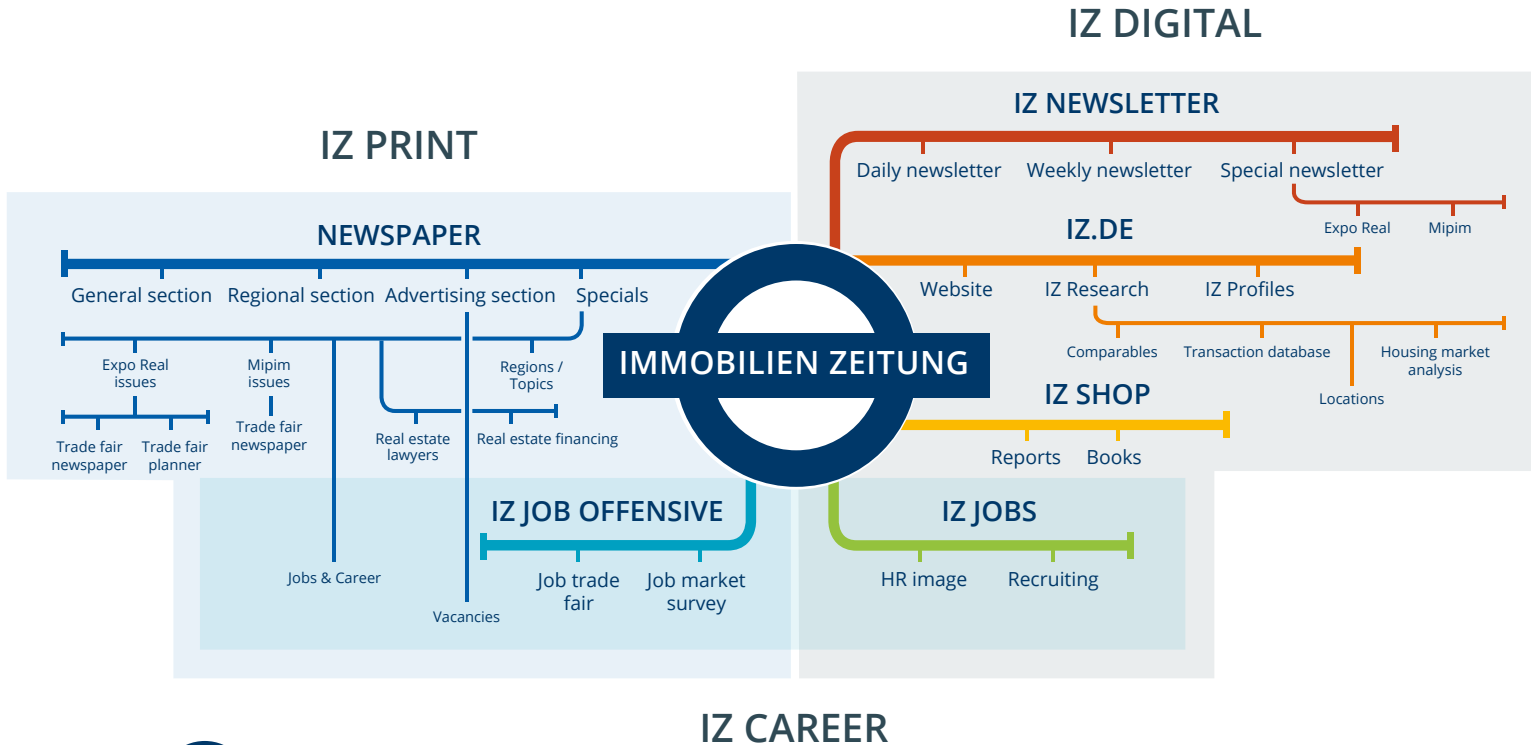 IZ DIGITAL
IZ PRINT
IZ NEWSLETTER
Daily newsletter
Weekly newsletter
Special newsletter
Expo Real
Mipim
NEWSPAPER
General section
Regional section
Advertising section
Specials
Expo Real
issues
Mipim
issues
Regions /
Topics
Trade fair
newspaper
Trade fair
planner
Trade fair
newspaper
Real estate
lawyers
Real estate financing
IMMOBILIEN ZEITUNG
IZ.DE
Website
IZ Research
IZ Profiles
Comparables
Transaction database
Housing market
analysis
Locations
IZ SHOP
Reports
Books
IZ JOB OFFENSIVE
Job trade
fair
Job market
survey
Jobs & Career
Vacancies
IZ JOBS
HR image
Recruiting
IZ CAREER